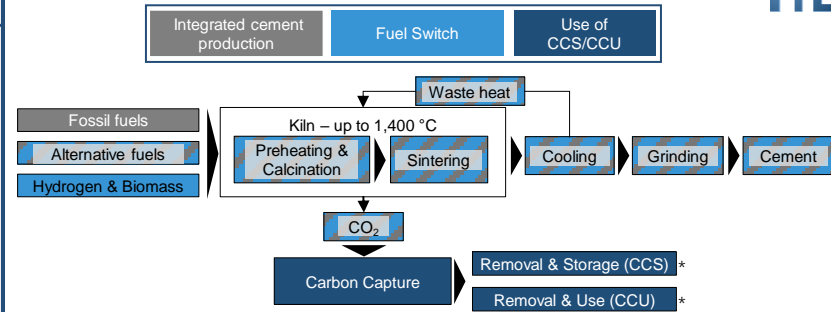 Integrated cement
production
Fuel Switch
Use of
CCS/CCU
Waste heat
Fossil fuels
Alternative fuels
Hydrogen & Biomass
Kiln – up to 1,400 °C
Preheating &
Calcination
Sintering
Cooling
Grinding
Cement
CO₂
Carbon Capture
Removal & Storage (CCS) *
Removal & Use (CCU) *